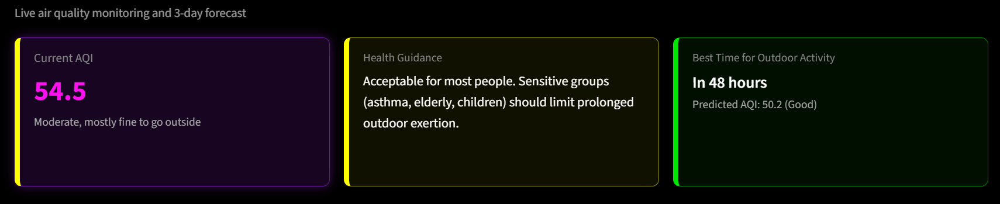 Live air quality monitoring and 3-day forecast
Current AQI
54.5
Moderate, mostly fine to go outside
Health Guidance
Acceptable for most people. Sensitive groups
(asthma, elderly, children) should limit prolonged
outdoor exertion.
Best Time for Outdoor Activity
In 48 hours
Predicted AQI: 50.2 (Good)